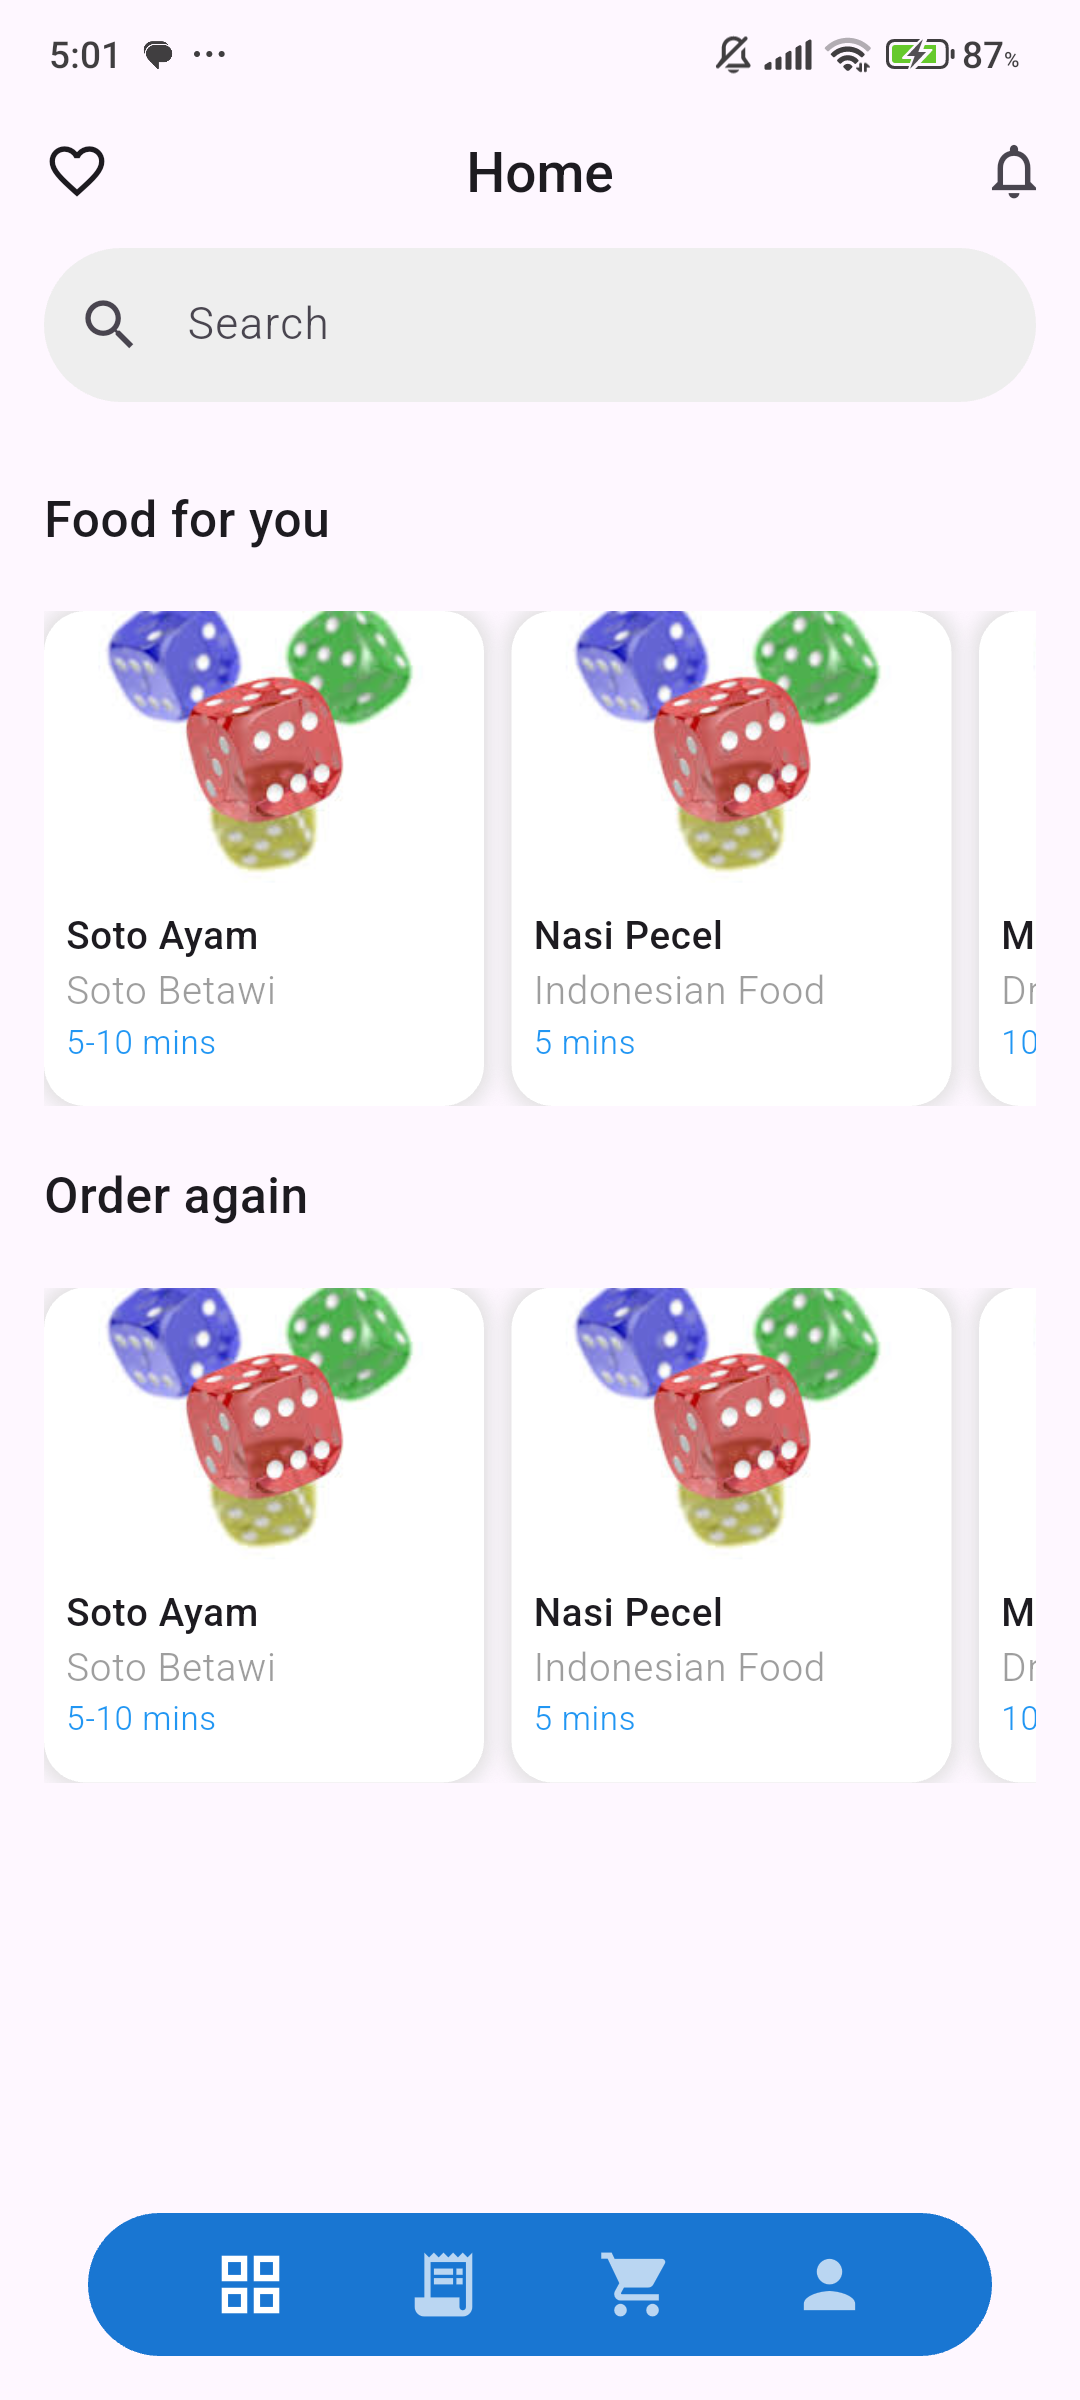 5:01 87%
Home
Search
Food for you
Soto Ayam
Soto Betawi
5-10 mins
Nasi Pecel
Indonesian Food
5 mins
M
Dr
10
Order again
Soto Ayam
Soto Betawi
5-10 mins
Nasi Pecel
Indonesian Food
5 mins
M
Dr
10